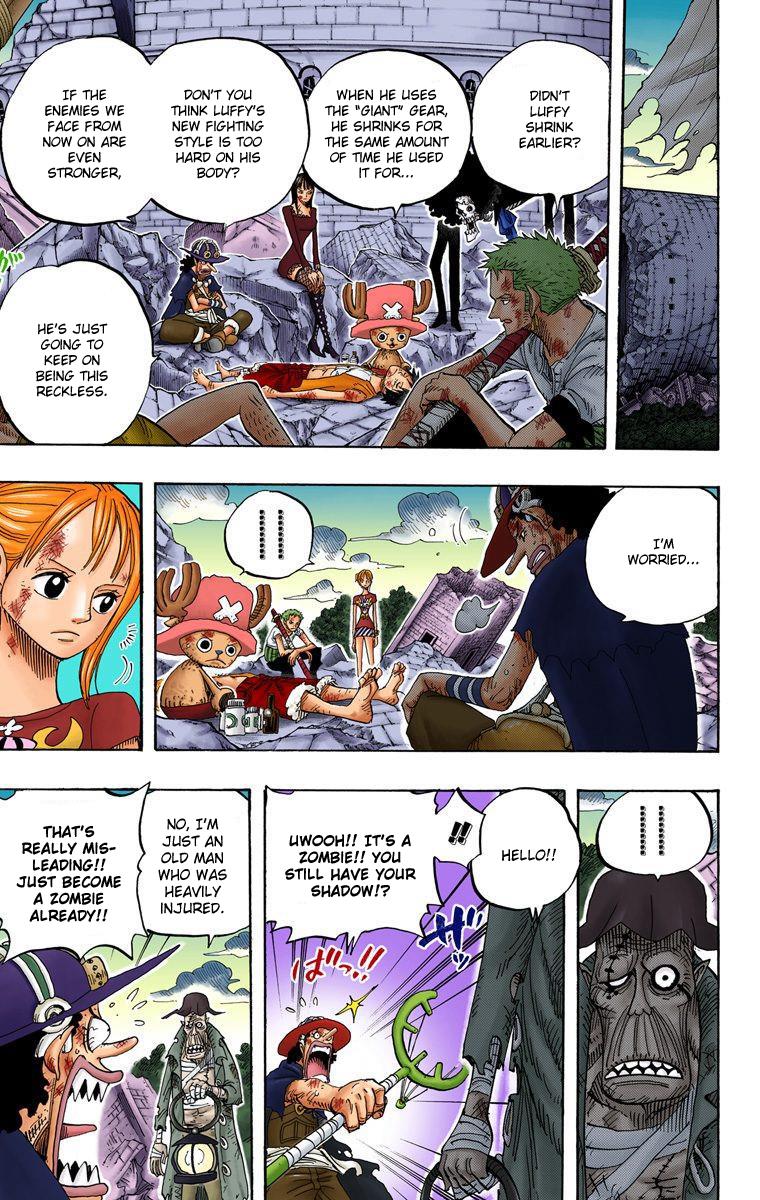 DIDN'T
LUFFY
SHRINK
EARLIER?
WHEN HE USES
THE "GIANT" GEAR,
HE SHRINKS FOR
THE SAME AMOUNT
OF TIME HE USED
IT FOR...
DON'T YOU
THINK LUFFY'S
NEW FIGHTING
STYLE IS TOO
HARD ON HIS
BODY?
IF THE
ENEMIES WE
FACE FROM
NOW ON ARE
EVEN
STRONGER,
HE'S JUST
GOING TO
KEEP ON
BEING THIS
RECKLESS.
I'M
WORRIED...
HELLO!!
!!
ザッ
UWOOH!! IT'S A
ZOMBIE!! YOU
STILL HAVE YOUR
SHADOW!?
ばっ!!
NO, I'M
JUST AN
OLD MAN
WHO WAS
HEAVILY
INJURED.
THAT'S
REALLY MIS-
LEADING!!
JUST BECOME
A ZOMBIE
ALREADY!!